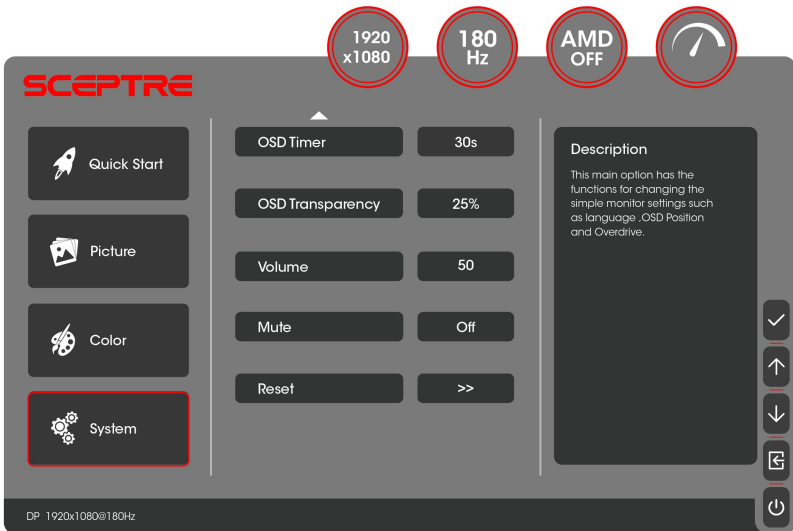 1920
x1080
180
Hz
AMD
OFF
SCEPTRE
Quick Start
Picture
Color
System
OSD Timer
30s
OSD Transparency
25%
Volume
50
Mute
Off
Reset
>>
Description
This main option has the
functions for changing the
simple monitor settings such
as language ,OSD Position
and Overdrive.
DP 1920x1080@180Hz